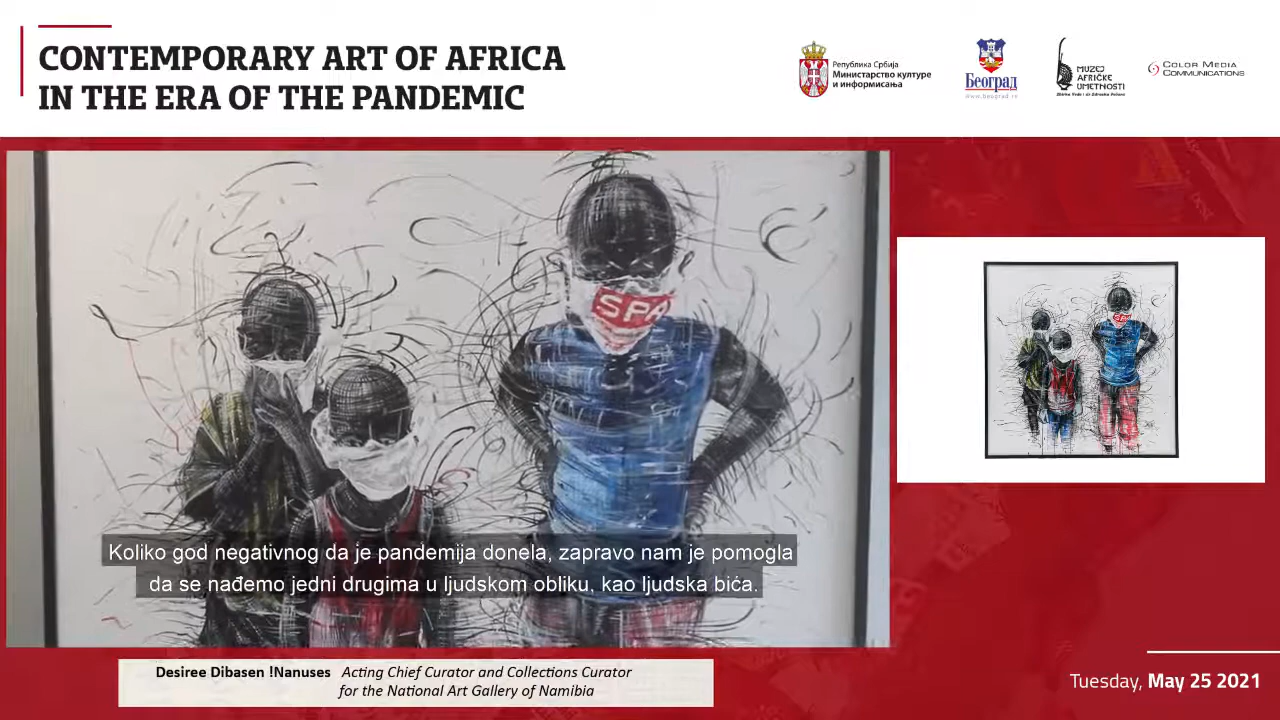 CONTEMPORARY ART OF AFRICA
IN THE ERA OF THE PANDEMIC
Република Србија
Министарство културе
и информисања
Београд
www.beograd.rs
MUZEJ
AFRIČKE
UMETNOSTI
COLOR MEDIA
COMMUNICATIONS
SPA
Koliko god negativnog da je pandemija donela, zapravo nam je pomogla
da se nađemo jedni drugima u ljudskom obliku, kao ljudska bića.
Desiree Dibasen !Nanuses Acting Chief Curator and Collections Curator
for the National Art Gallery of Namibia
Tuesday, May 25 2021